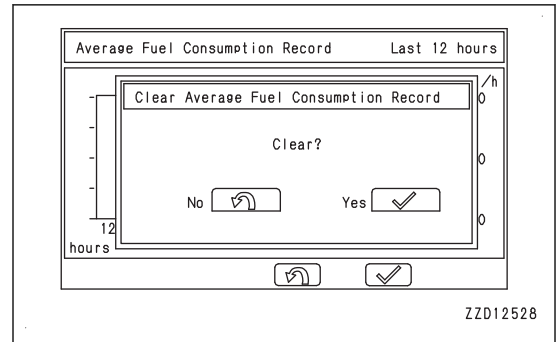 Average Fuel Consumption Record Last 12 hours
/h
Clear Average Fuel Consumption Record
0
Clear?
0
No Yes
12
0
hours
ZZD12528